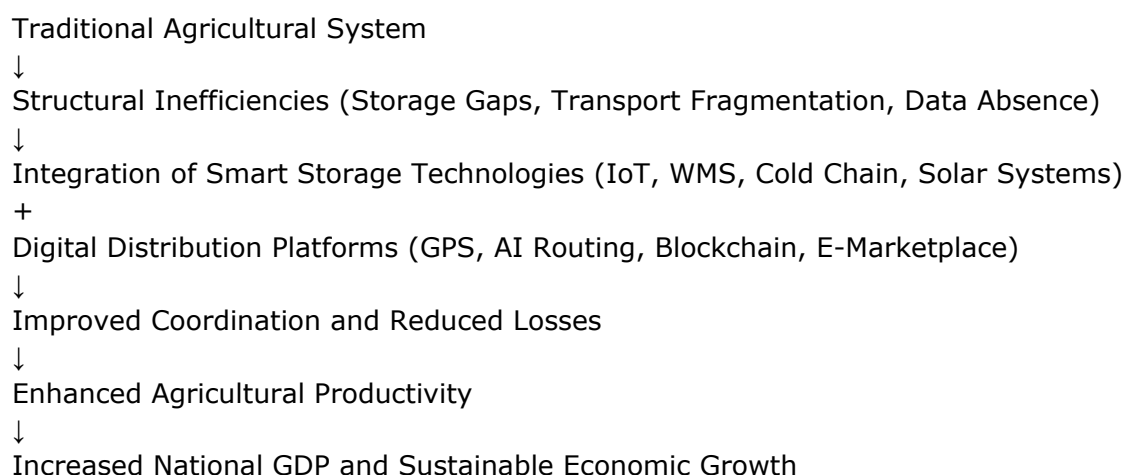 Traditional Agricultural System
↓
Structural Inefficiencies (Storage Gaps, Transport Fragmentation, Data Absence)
↓
Integration of Smart Storage Technologies (IoT, WMS, Cold Chain, Solar Systems)
+
Digital Distribution Platforms (GPS, AI Routing, Blockchain, E-Marketplace)
↓
Improved Coordination and Reduced Losses
↓
Enhanced Agricultural Productivity
↓
Increased National GDP and Sustainable Economic Growth